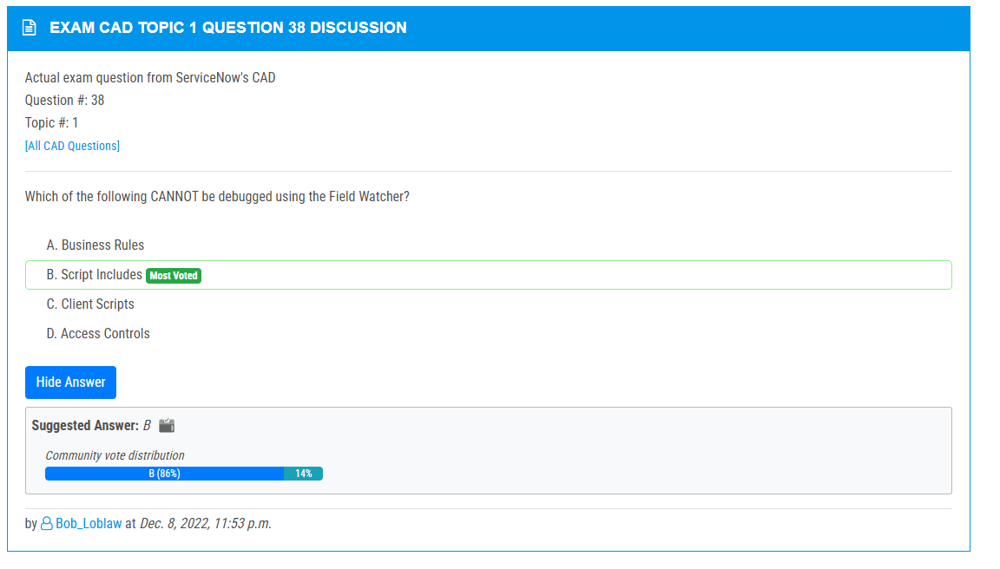 EXAM CAD TOPIC 1 QUESTION 38 DISCUSSION
Actual exam question from ServiceNow's CAD
Question #: 38
Topic #: 1
[All CAD Questions]
Which of the following CANNOT be debugged using the Field Watcher?
A. Business Rules
B. Script Includes Most Voted
C. Client Scripts
D. Access Controls
Hide Answer
Suggested Answer: B
Community vote distribution
B (86%) 14%
by Bob_Loblaw at Dec. 8, 2022, 11:53 p.m.